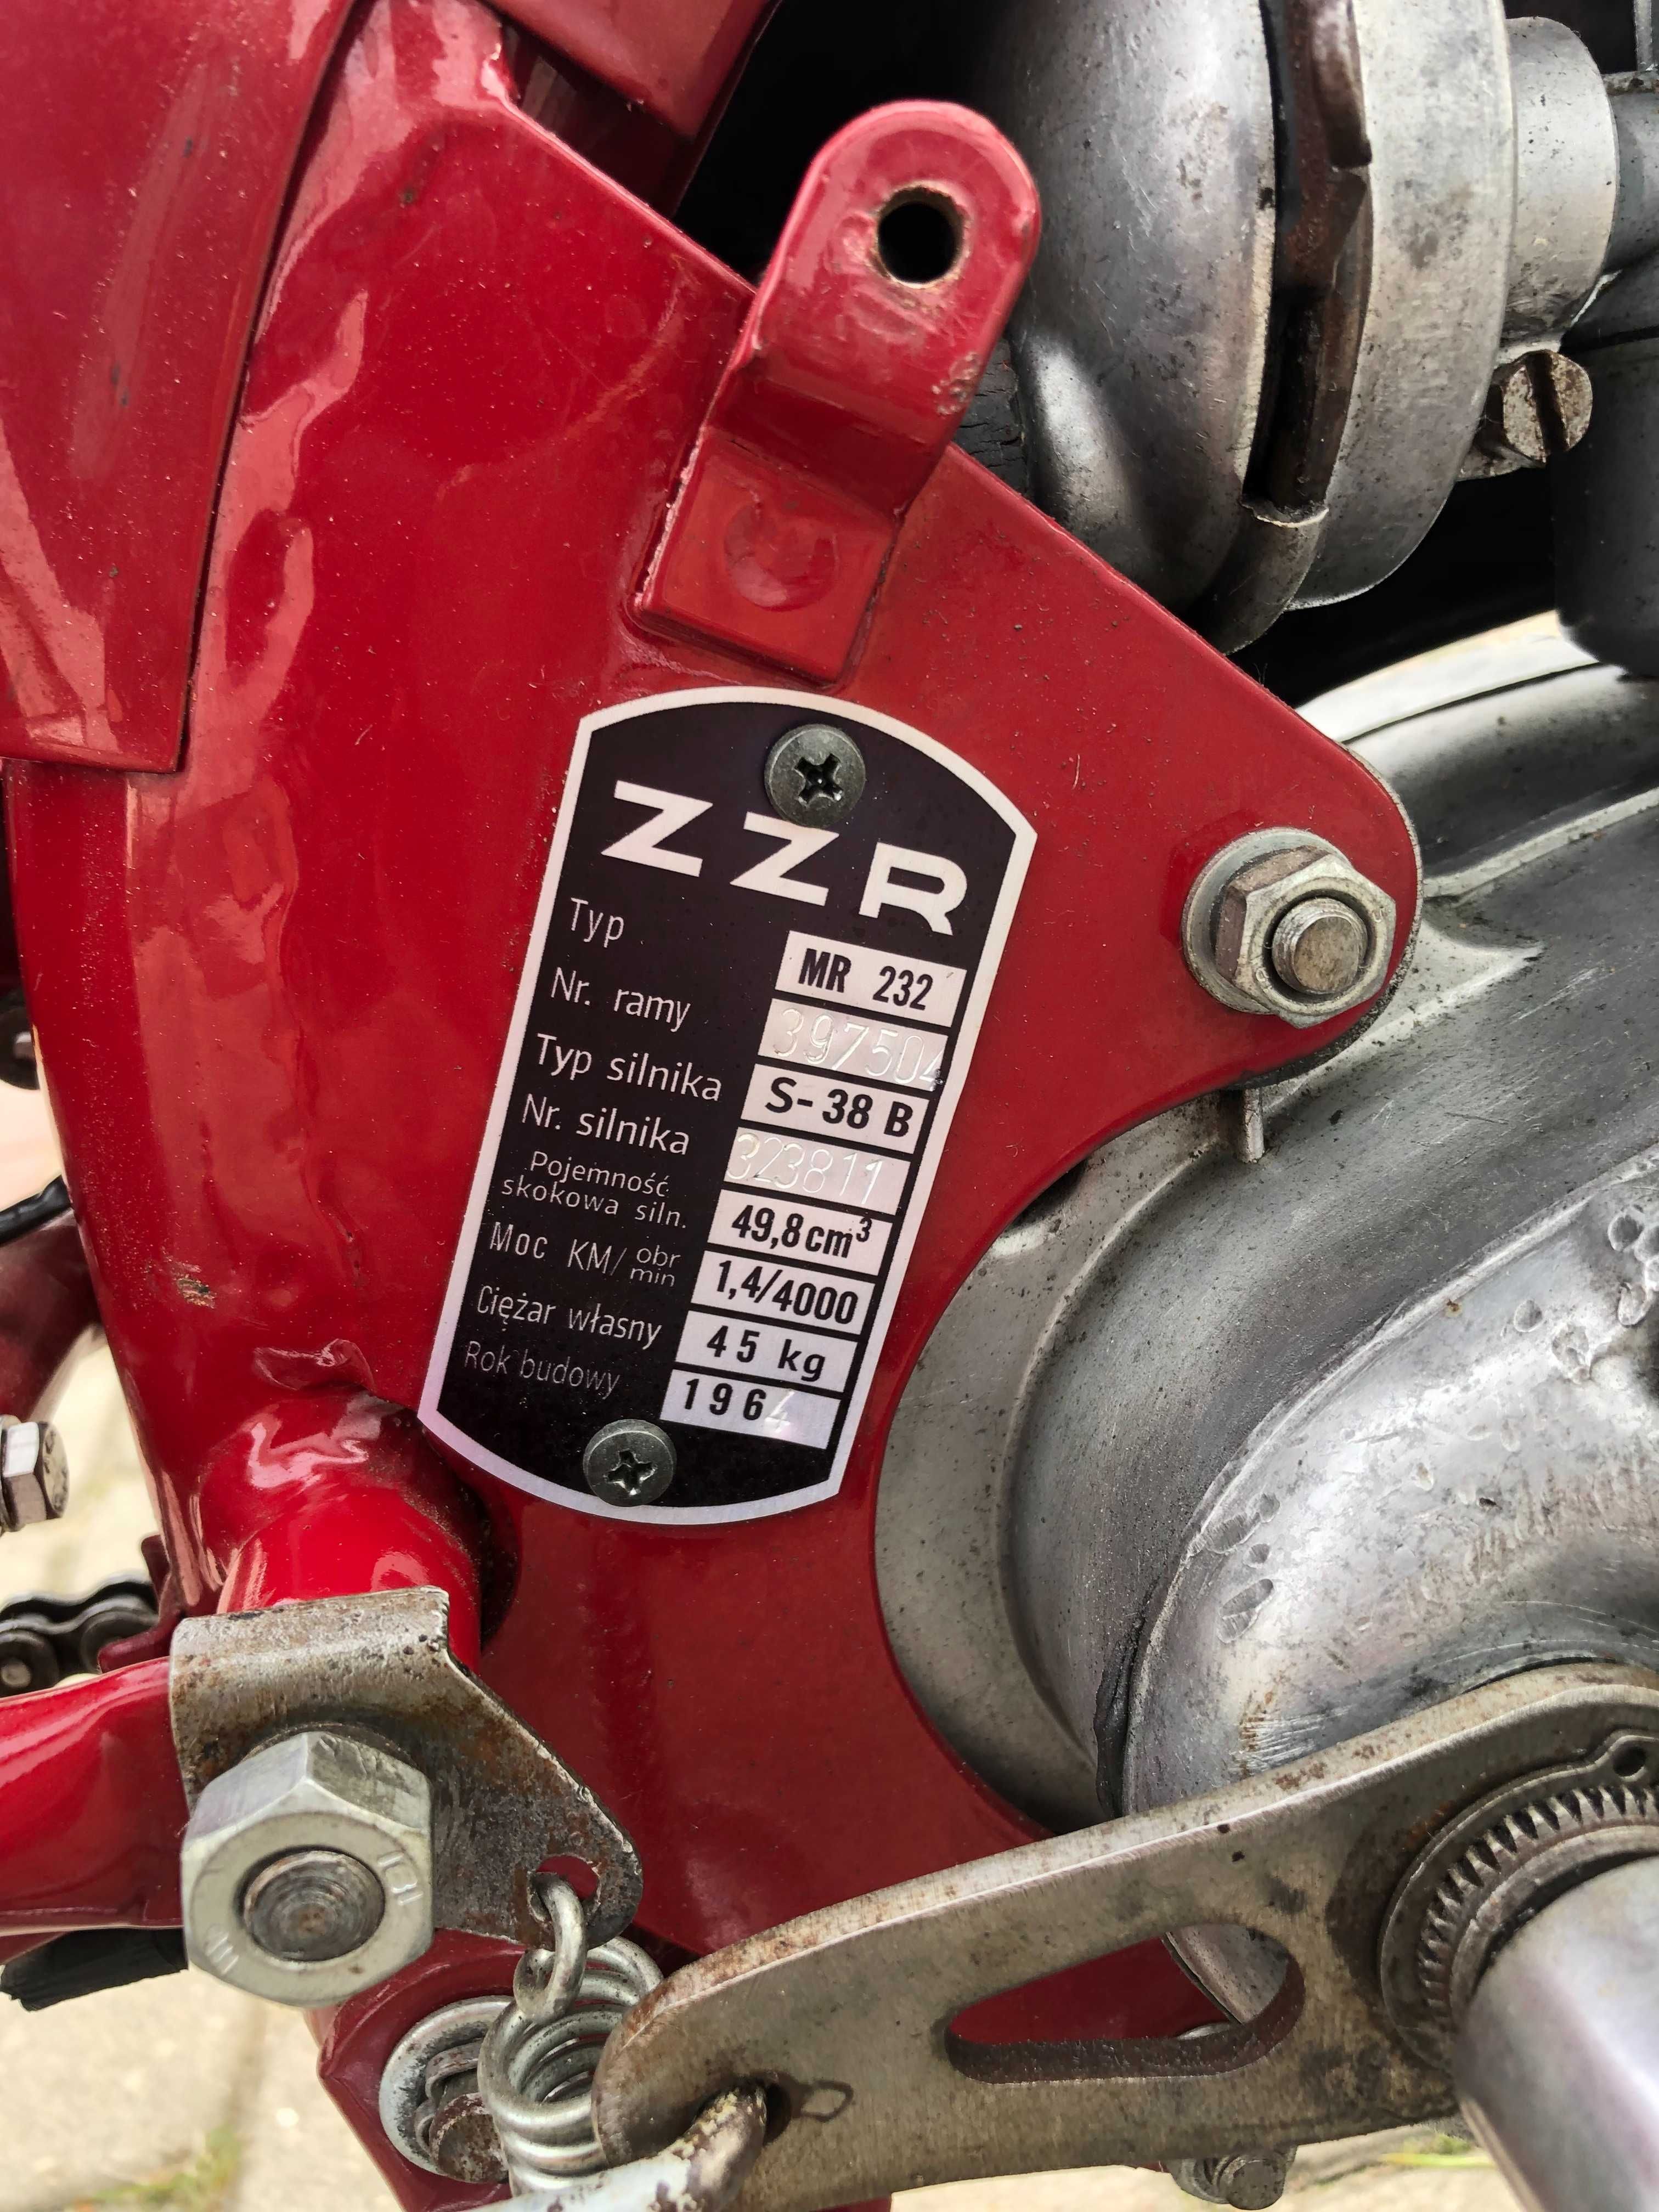 ZZR
Typ MR 232
Nr. ramy 397504
Typ silnika S-38 B
Nr. silnika 323811
Pojemność
skokowa siln. 49,8 cm³
Moc KM/obr min 1,4/4000
Ciężar własny 45 kg
Rok budowy 1964